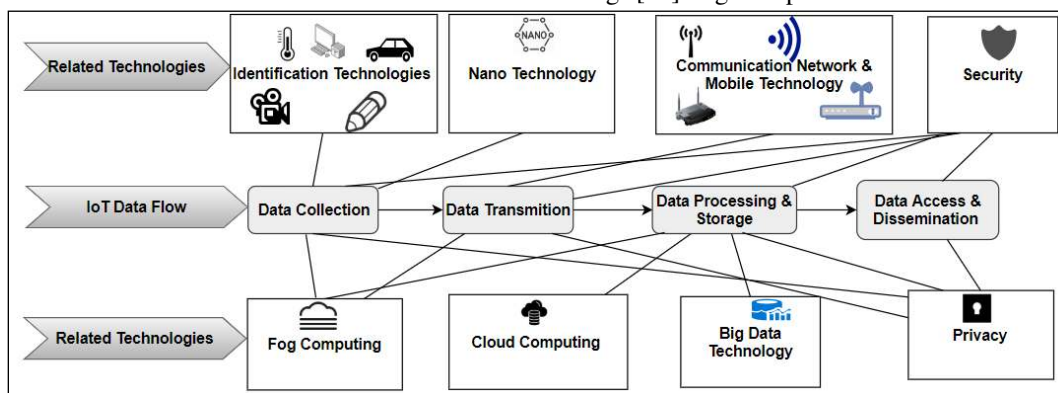 Related Technologies
Identification Technologies
NANO
Nano Technology
Communication Network &
Mobile Technology
Security
IoT Data Flow
Data Collection
Data Transmition
Data Processing &
Storage
Data Access &
Dissemination
Related Technologies
Fog Computing
Cloud Computing
Big Data
Technology
Privacy